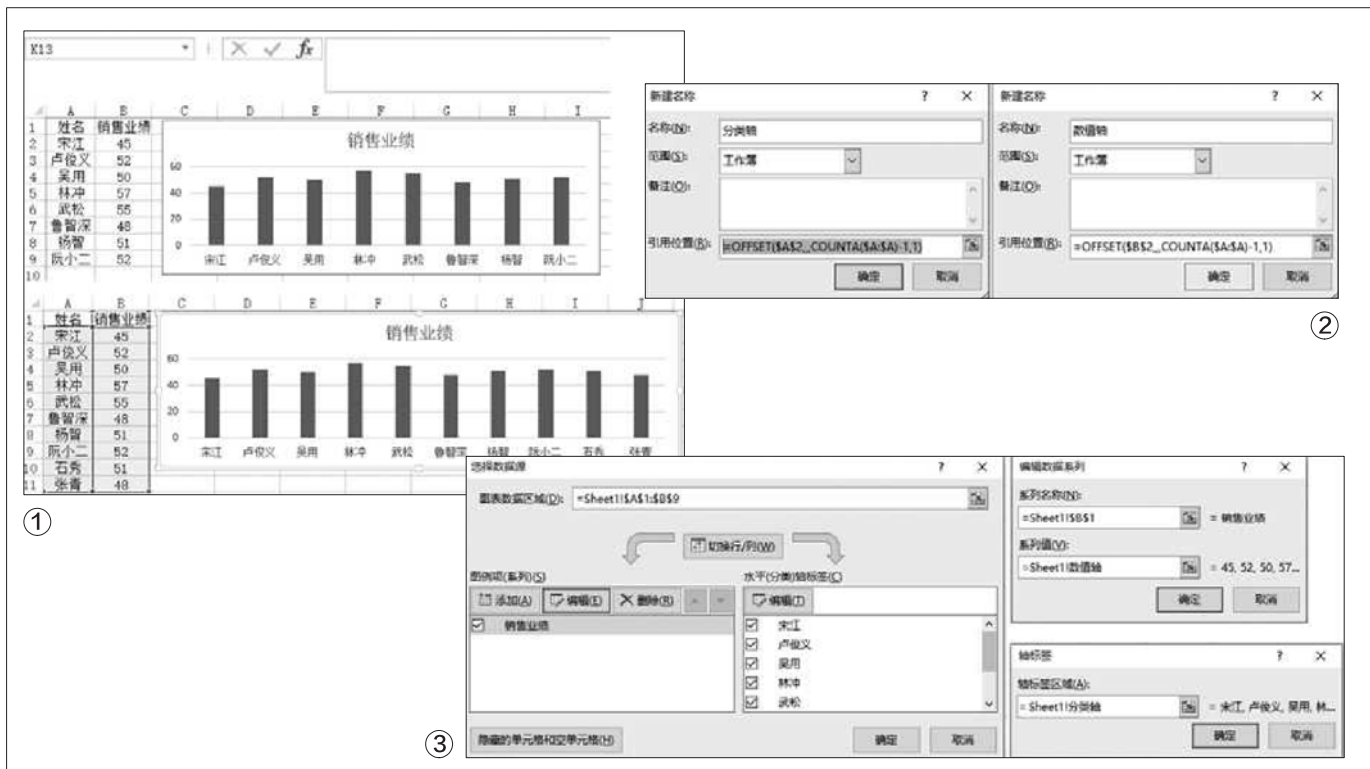 K13 fx
A B C D E F G H I
1 姓名 销售业绩
2 宋江 45
3 卢俊义 52
4 吴用 50
5 林冲 57
6 武松 55
7 鲁智深 48
8 杨智 51
9 阮小二 52
10
销售业绩
60
40
20
0
宋江 卢俊义 吴用 林冲 武松 鲁智深 杨智 阮小二
A B C D E F G H I J
1 姓名 销售业绩
2 宋江 45
3 卢俊义 52
4 吴用 50
5 林冲 57
6 武松 55
7 鲁智深 48
8 杨智 51
9 阮小二 52
10 石秀 51
11 张青 48
销售业绩
60
40
20
0
宋江 卢俊义 吴用 林冲 武松 鲁智深 杨智 阮小二 石秀 张青
①
新建名称 ? ×
名称(N): 分类轴
范围(S): 工作簿
备注(O):
引用位置(R): =OFFSET($A$2,,,COUNTA($A:$A)-1,1)
确定 取消
新建名称 ? ×
名称(N): 数值轴
范围(S): 工作簿
备注(O):
引用位置(R): =OFFSET($B$2,,,COUNTA($A:$A)-1,1)
确定 取消
②
选择数据源 ? ×
图表数据区域(D): =Sheet1!$A$1:$B$9
切换行/列(W)
图例项(系列)(S)
添加(A) 编辑(E) 删除(R)
销售业绩
水平(分类)轴标签(C)
编辑(T)
宋江
卢俊义
吴用
林冲
武松
隐藏的单元格和空单元格(H) 确定 取消
编辑数据系列 ? ×
系列名称(N):
=Sheet1!$B$1 = 销售业绩
系列值(V):
=Sheet1!数值轴 = 45, 52, 50, 57...
确定 取消
轴标签 ? ×
轴标签区域(A):
= Sheet1!分类轴 = 宋江, 卢俊义, 吴用, 林...
确定 取消
③